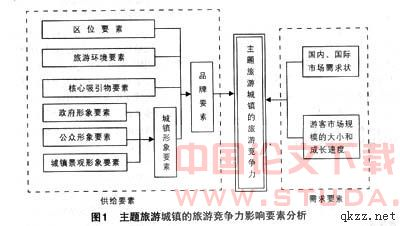 区位要素
旅游环境要素
核心吸引物要素
政府形象要素
公众形象要素
城镇景观形象要素
城镇形象要素
品牌要素
主题旅游城镇的旅游竞争力
国内、国际
市场需求状
游客市场规
模的大小和
成长速度
供给要素
需求要素
中国论文下载
WWW.STUDA.
图1 主题旅游城镇的旅游竞争力影响要素分析
qkzz.net